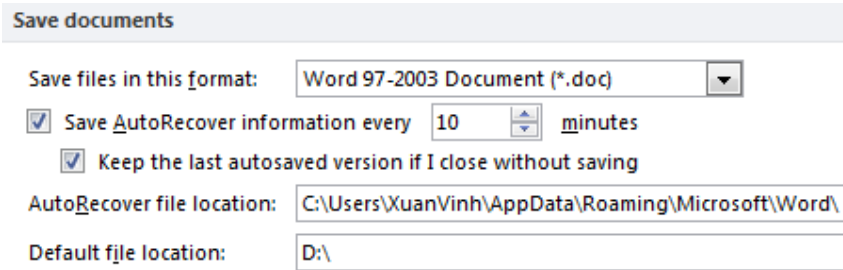 Save documents
Save files in this format: Word 97-2003 Document (*.doc)
Save AutoRecover information every 10 minutes
Keep the last autosaved version if I close without saving
AutoRecover file location: C:\Users\XuanVinh\AppData\Roaming\Microsoft\Word\
Default file location: D:\